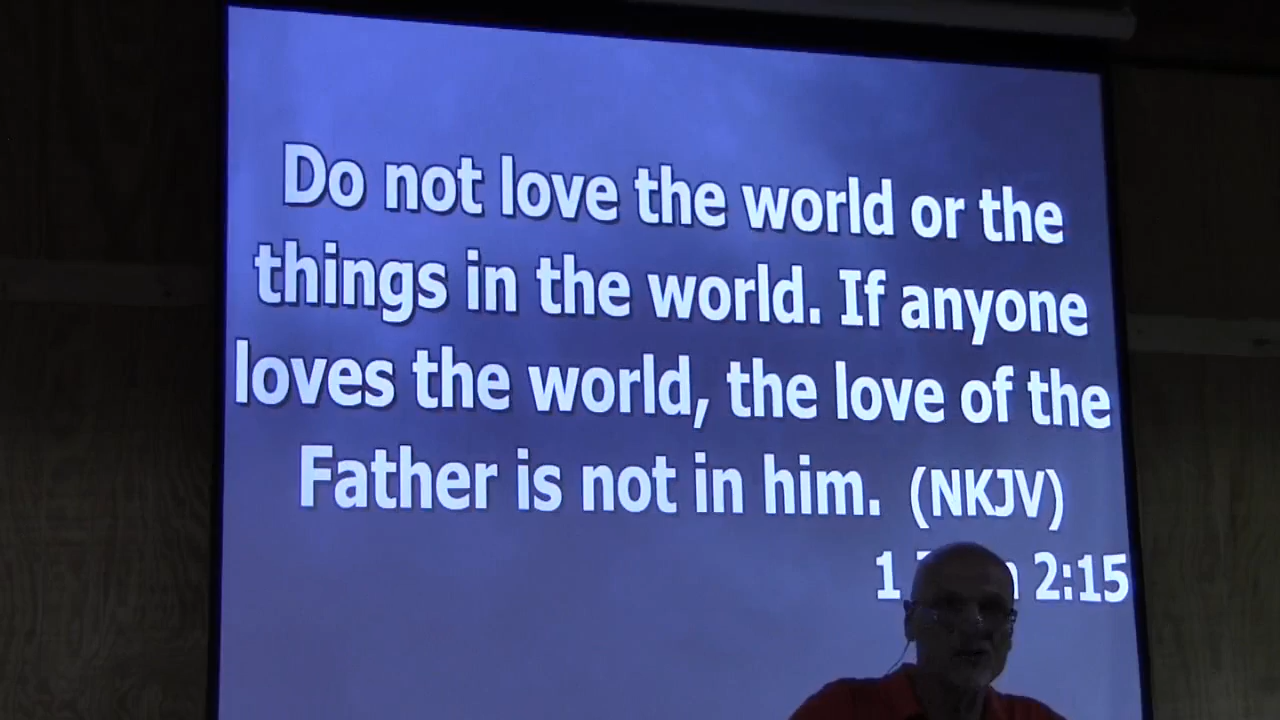 Do not love the world or the
things in the world. If anyone
loves the world, the love of the
Father is not in him. (NKJV)
1 2:15